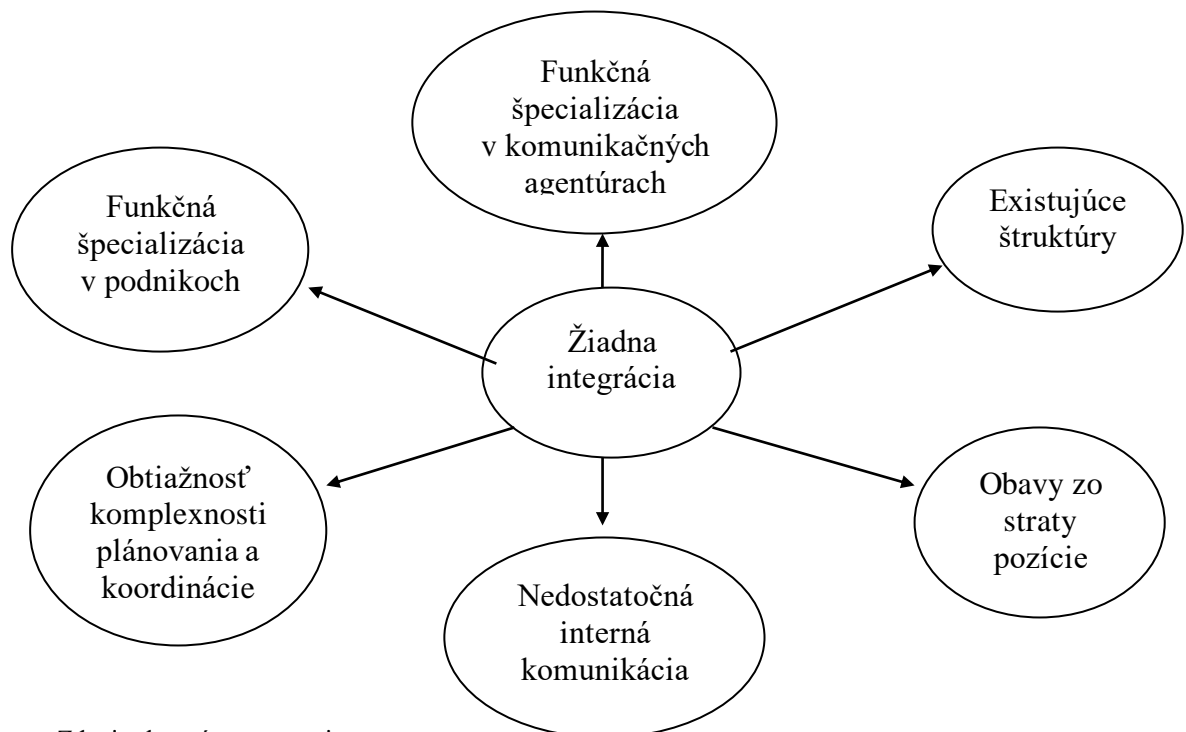 Funkčná
špecializácia
v komunikačných
agentúrach
Funkčná
špecializácia
v podnikoch
Existujúce
štruktúry
Žiadna
integrácia
Obtiažnosť
komplexnosti
plánovania a
koordinácie
Obavy zo
straty
pozície
Nedostatočná
interná
komunikácia